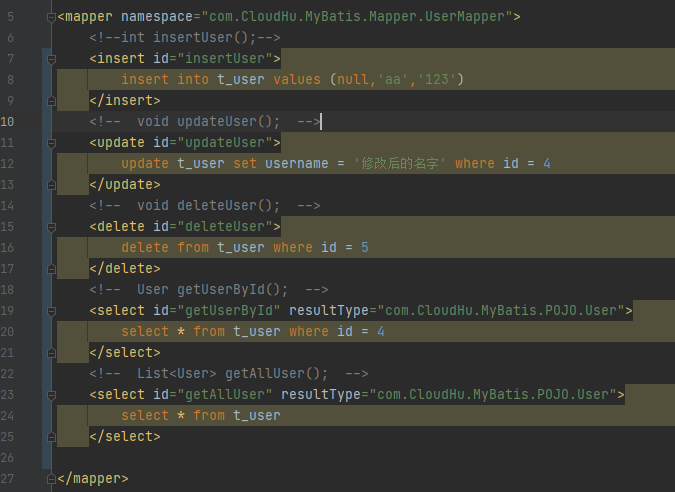 5 <mapper namespace="com.CloudHu.MyBatis.Mapper.UserMapper">
6 <!--int insertUser();-->
7 <insert id="insertUser">
8 insert into t_user values (null,'aa','123')
9 </insert>
10 <!--  void updateUser();  -->
11 <update id="updateUser">
12 update t_user set username = '修改后的名字' where id = 4
13 </update>
14 <!--  void deleteUser();  -->
15 <delete id="deleteUser">
16 delete from t_user where id = 5
17 </delete>
18 <!--  User getUserById();  -->
19 <select id="getUserById" resultType="com.CloudHu.MyBatis.POJO.User">
20 select * from t_user where id = 4
21 </select>
22 <!--  List<User> getAllUser();  -->
23 <select id="getAllUser" resultType="com.CloudHu.MyBatis.POJO.User">
24 select * from t_user
25 </select>
26
27 </mapper>